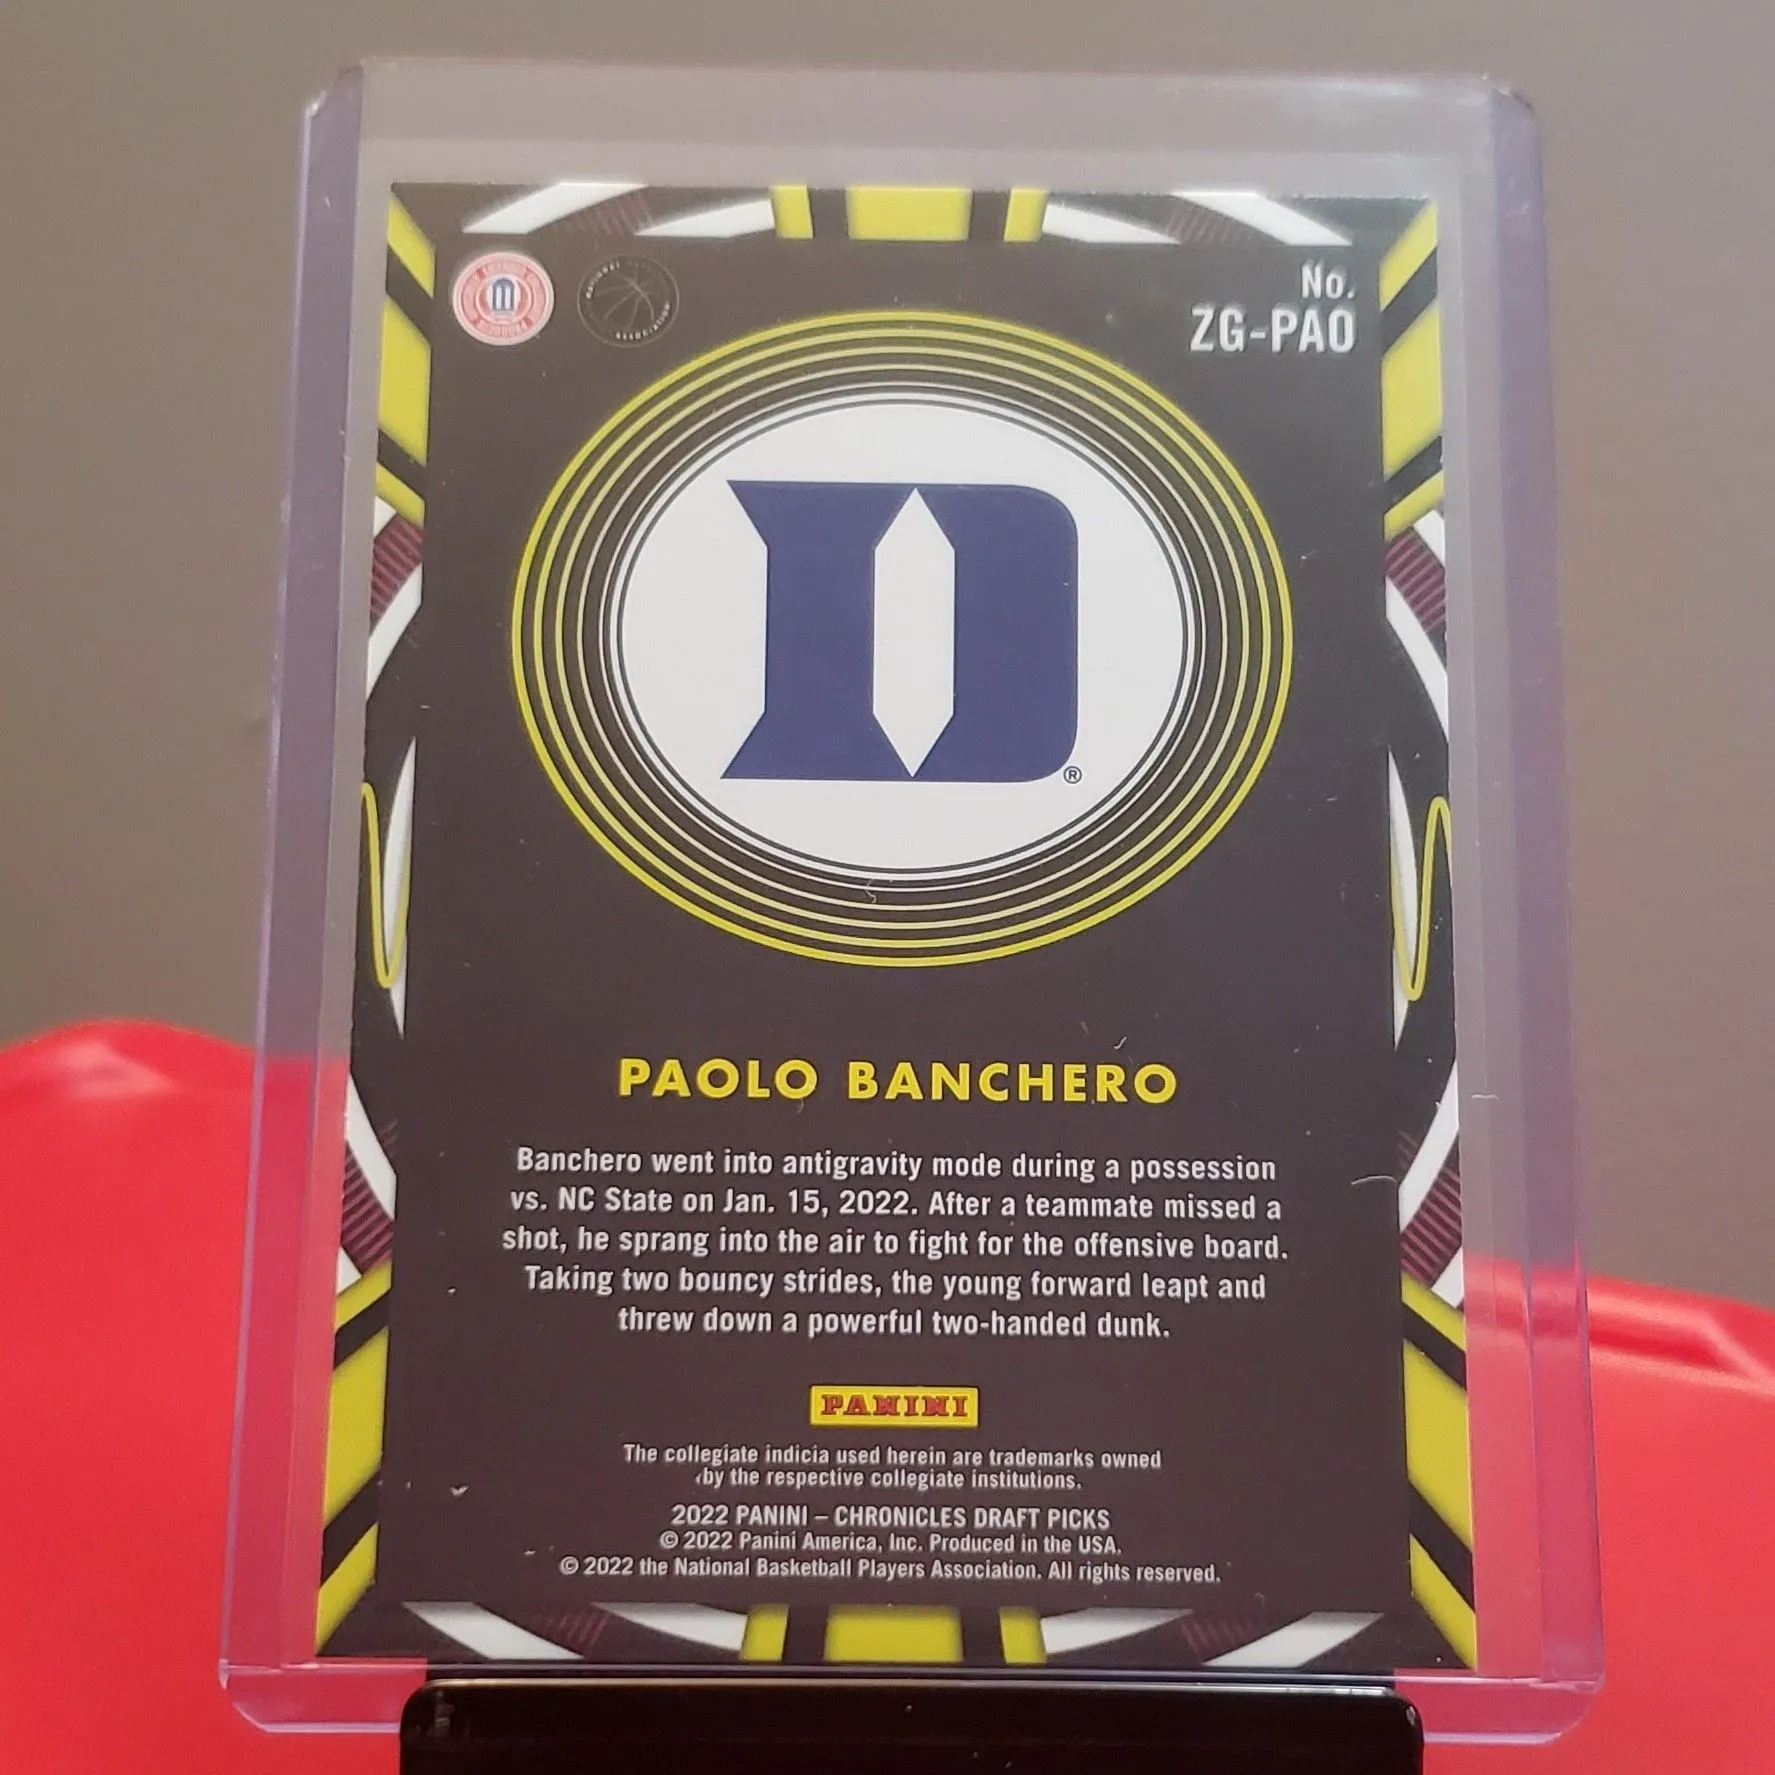 No.
ZG-PAO
D
®
PAOLO BANCHERO
Banchero went into antigravity mode during a possession
vs. NC State on Jan. 15, 2022. After a teammate missed a
shot, he sprang into the air to fight for the offensive board.
Taking two bouncy strides, the young forward leapt and
threw down a powerful two-handed dunk.
PANINI
The collegiate indicia used herein are trademarks owned
by the respective collegiate institutions.
2022 PANINI – CHRONICLES DRAFT PICKS
© 2022 Panini America, Inc. Produced in the USA.
© 2022 the National Basketball Players Association. All rights reserved.